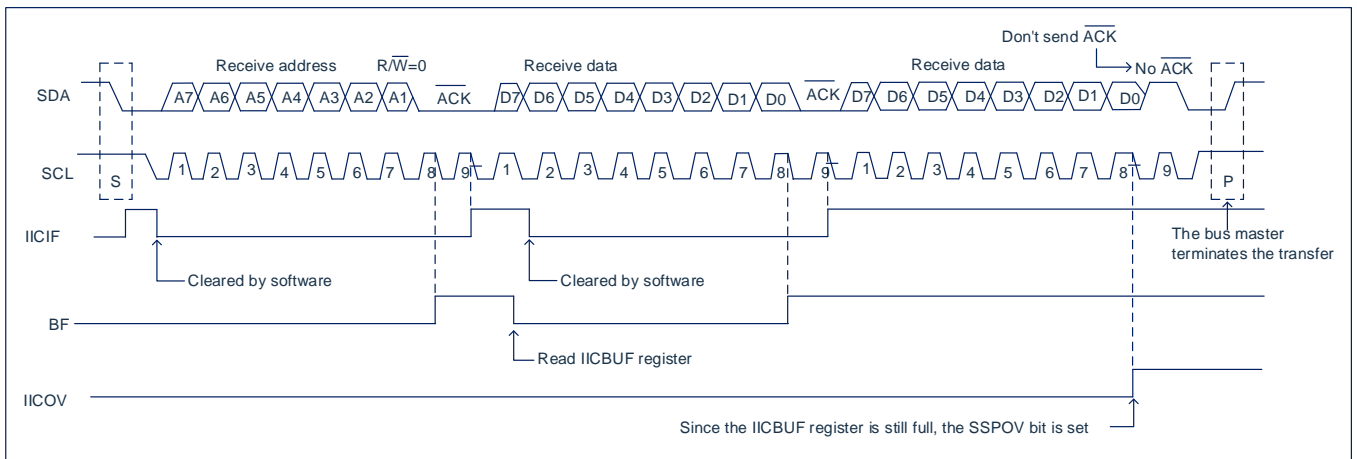 Don't send ACK
Receive address R/W=0 Receive data Receive data No ACK
SDA A7 A6 A5 A4 A3 A2 A1 ACK D7 D6 D5 D4 D3 D2 D1 D0 ACK D7 D6 D5 D4 D3 D2 D1 D0
SCL S 1 2 3 4 5 6 7 8 9 1 2 3 4 5 6 7 8 9 1 2 3 4 5 6 7 8 9 P
IICIF
The bus master
terminates the transfer
Cleared by software Cleared by software
BF
Read IICBUF register
IICOV
Since the IICBUF register is still full, the SSPOV bit is set